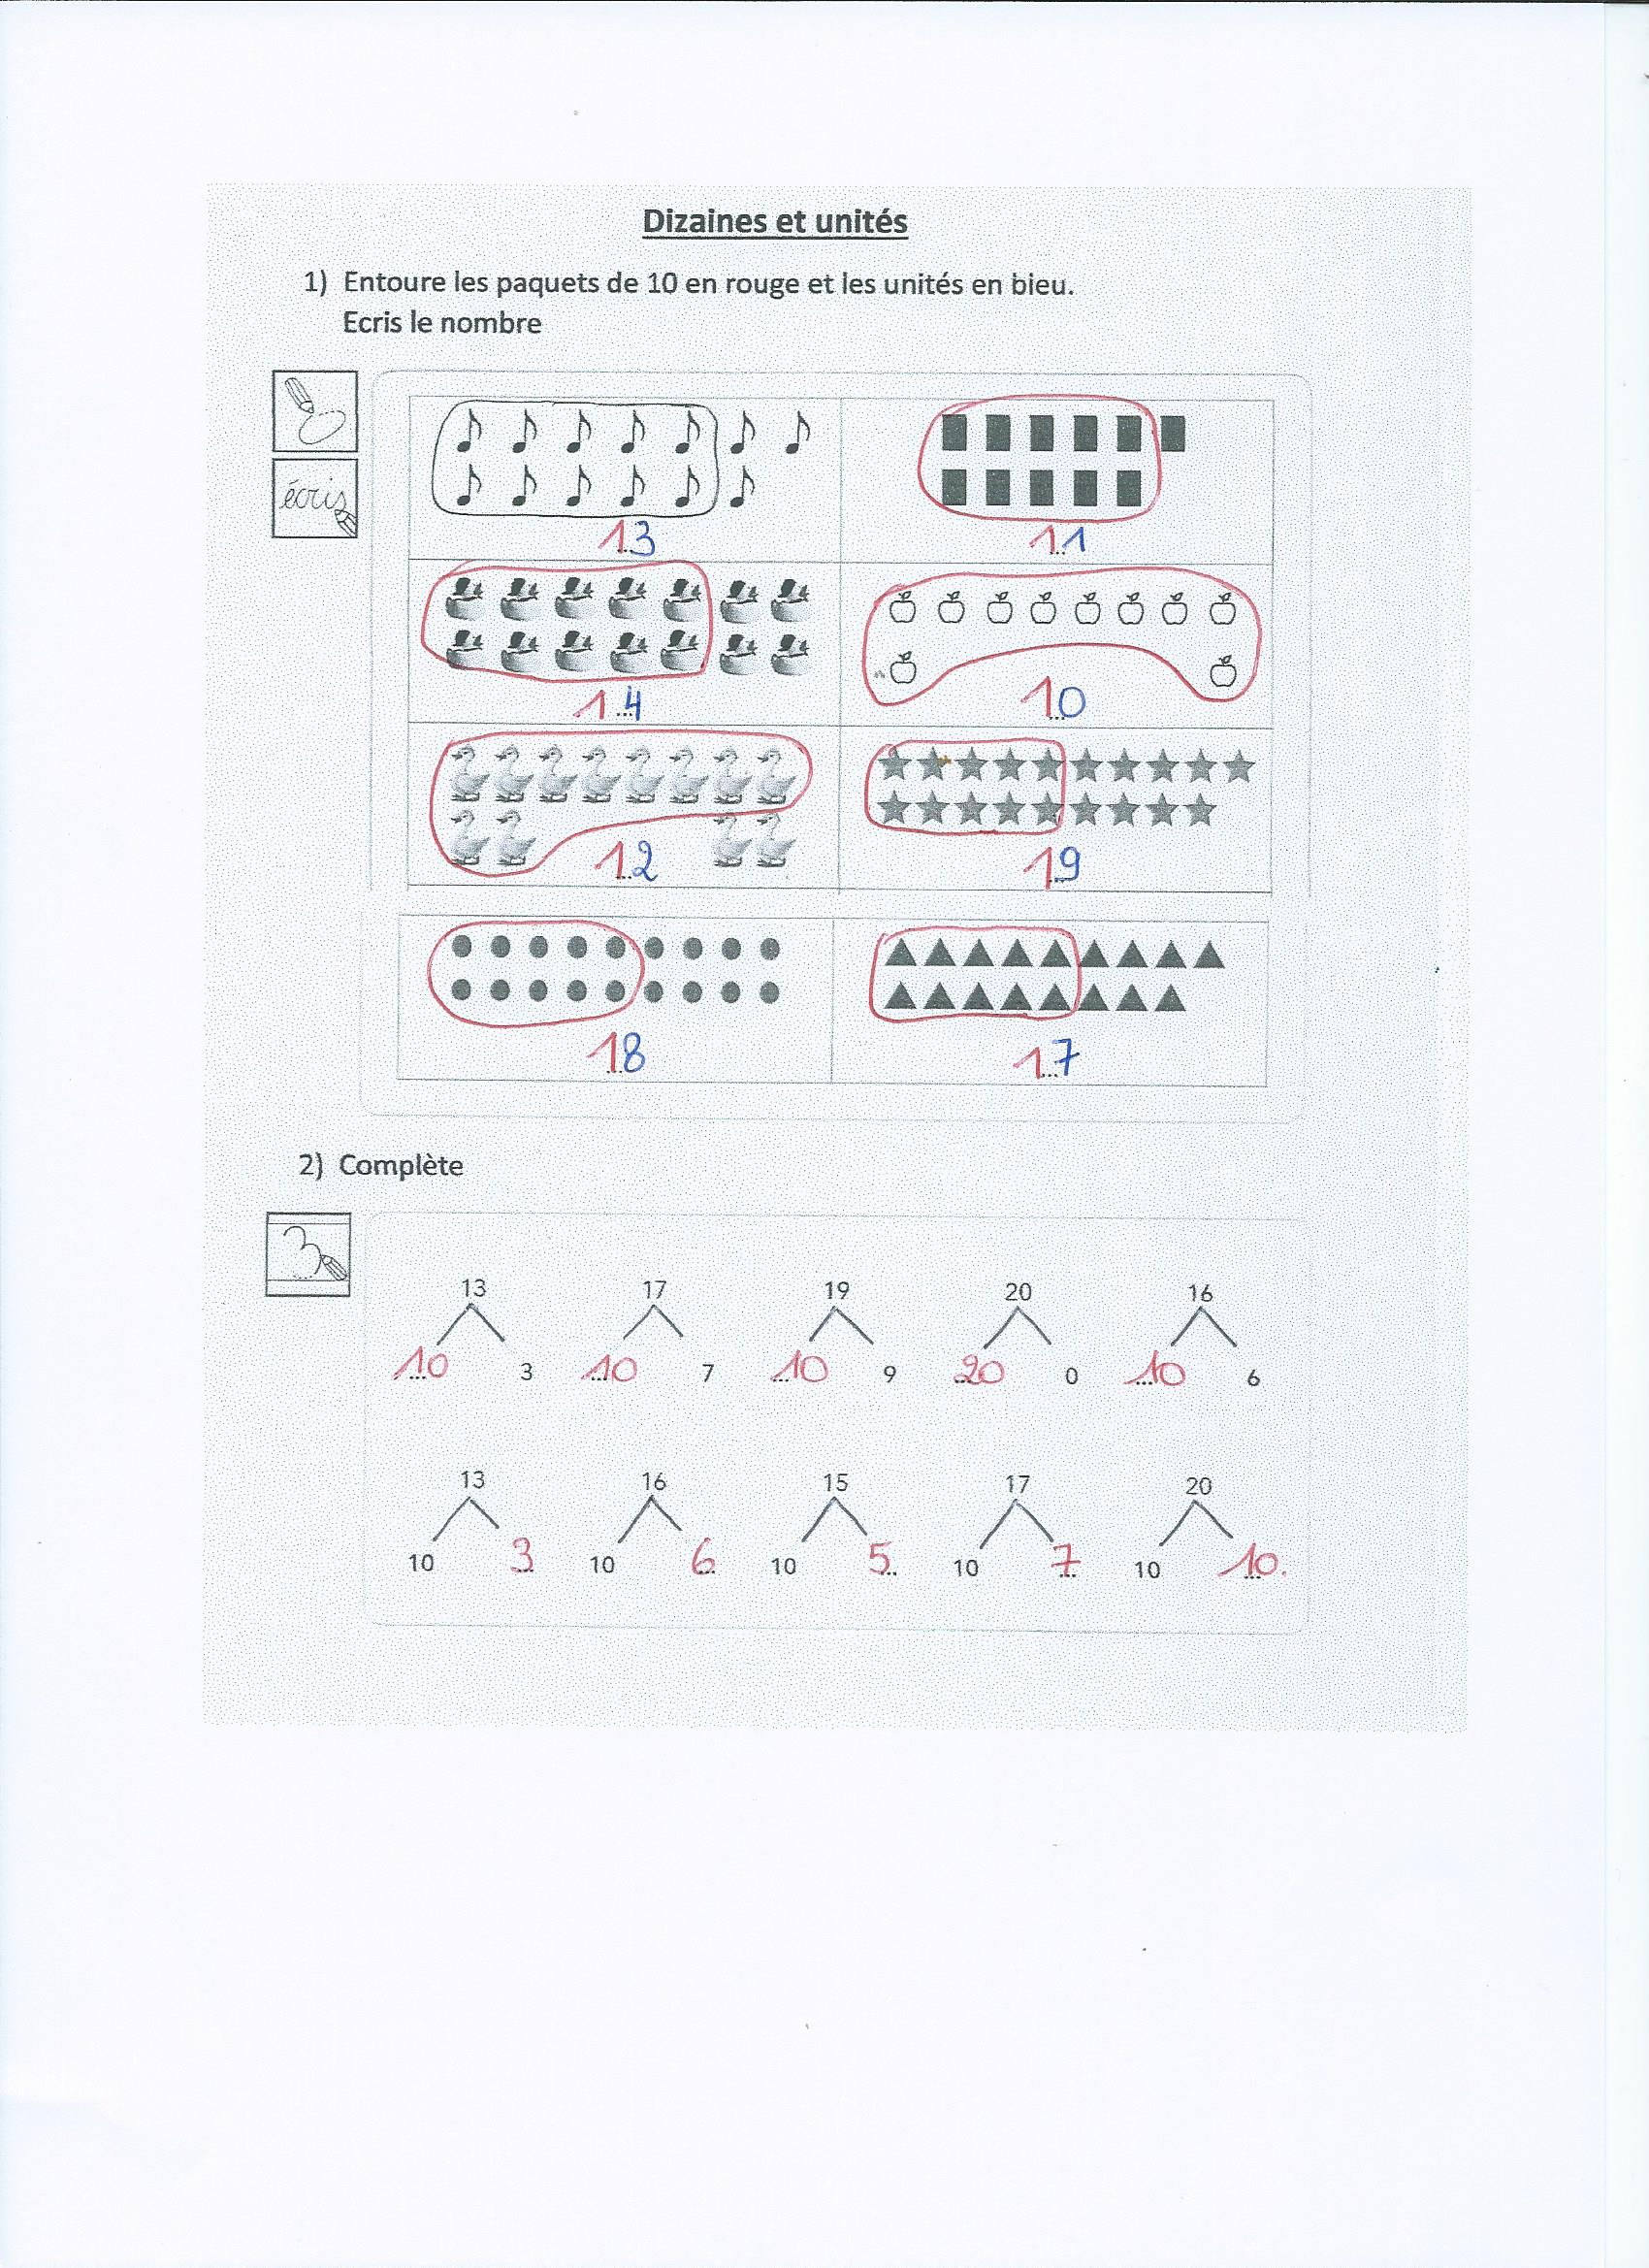 Dizaines et unités
1) Entoure les paquets de 10 en rouge et les unités en bleu.
Ecris le nombre
écris
13 11
14 10
12 19
18 17
2) Complète
3
13 17 19 20 16
10 3 10 7 10 9 20 0 10 6
13 16 15 17 20
10 3 10 6 10 5 10 7 10 10.